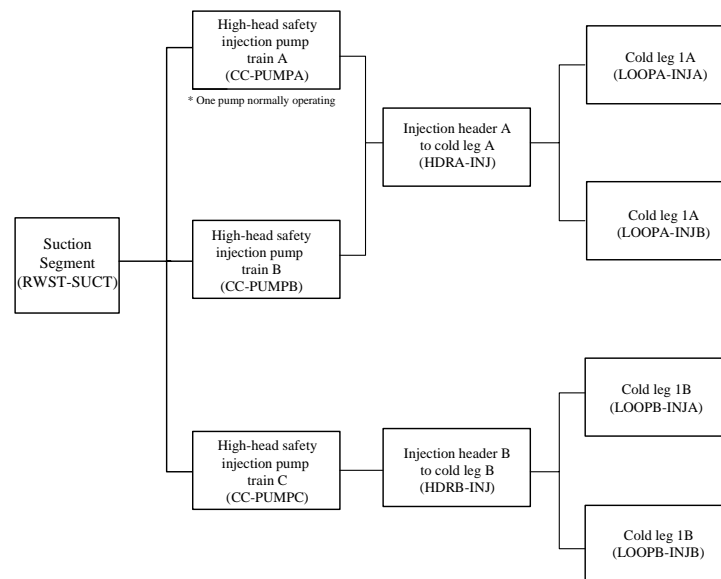 High-head safety
injection pump
train A
(CC-PUMPA)
* One pump normally operating
Cold leg 1A
(LOOPA-INJA)
Injection header A
to cold leg A
(HDRA-INJ)
Cold leg 1A
(LOOPA-INJB)
Suction
Segment
(RWST-SUCT)
High-head safety
injection pump
train B
(CC-PUMPB)
Cold leg 1B
(LOOPB-INJA)
High-head safety
injection pump
train C
(CC-PUMPC)
Injection header B
to cold leg B
(HDRB-INJ)
Cold leg 1B
(LOOPB-INJB)